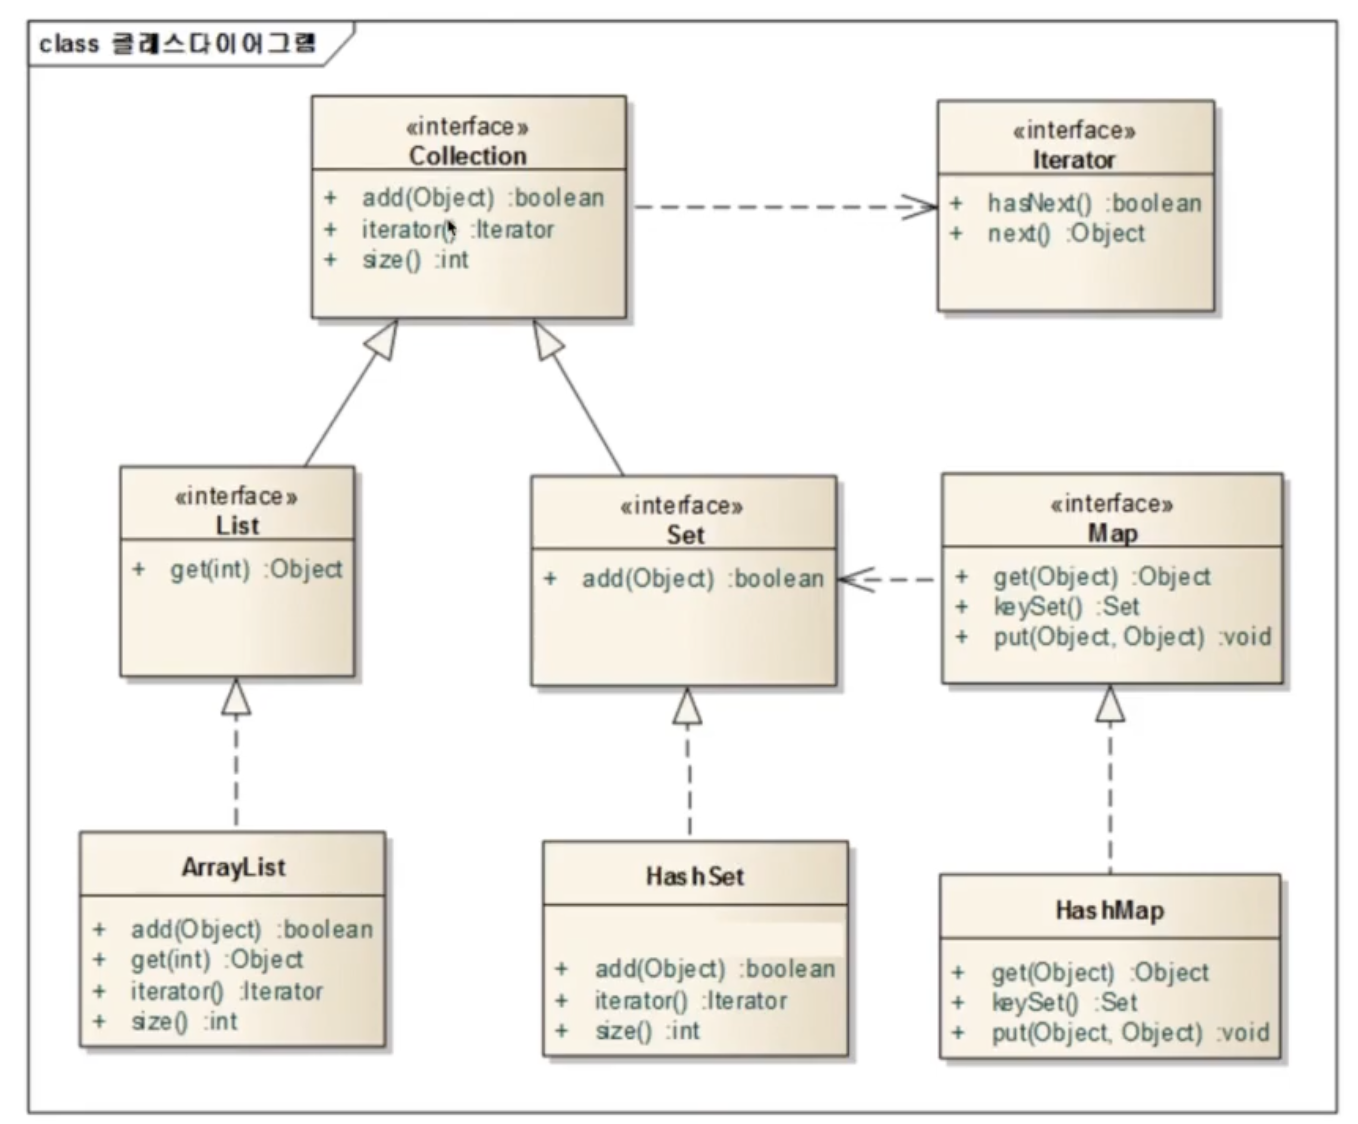 class 클래스다이어그램
«interface»
Collection
+ add(Object) :boolean
+ iterator() :Iterator
+ size() :int
«interface»
Iterator
+ hasNext() :boolean
+ next() :Object
«interface»
List
+ get(int) :Object
«interface»
Set
+ add(Object) :boolean
«interface»
Map
+ get(Object) :Object
+ keySet() :Set
+ put(Object, Object) :void
ArrayList
+ add(Object) :boolean
+ get(int) :Object
+ iterator() :Iterator
+ size() :int
HashSet
+ add(Object) :boolean
+ iterator() :Iterator
+ size() :int
HashMap
+ get(Object) :Object
+ keySet() :Set
+ put(Object, Object) :void